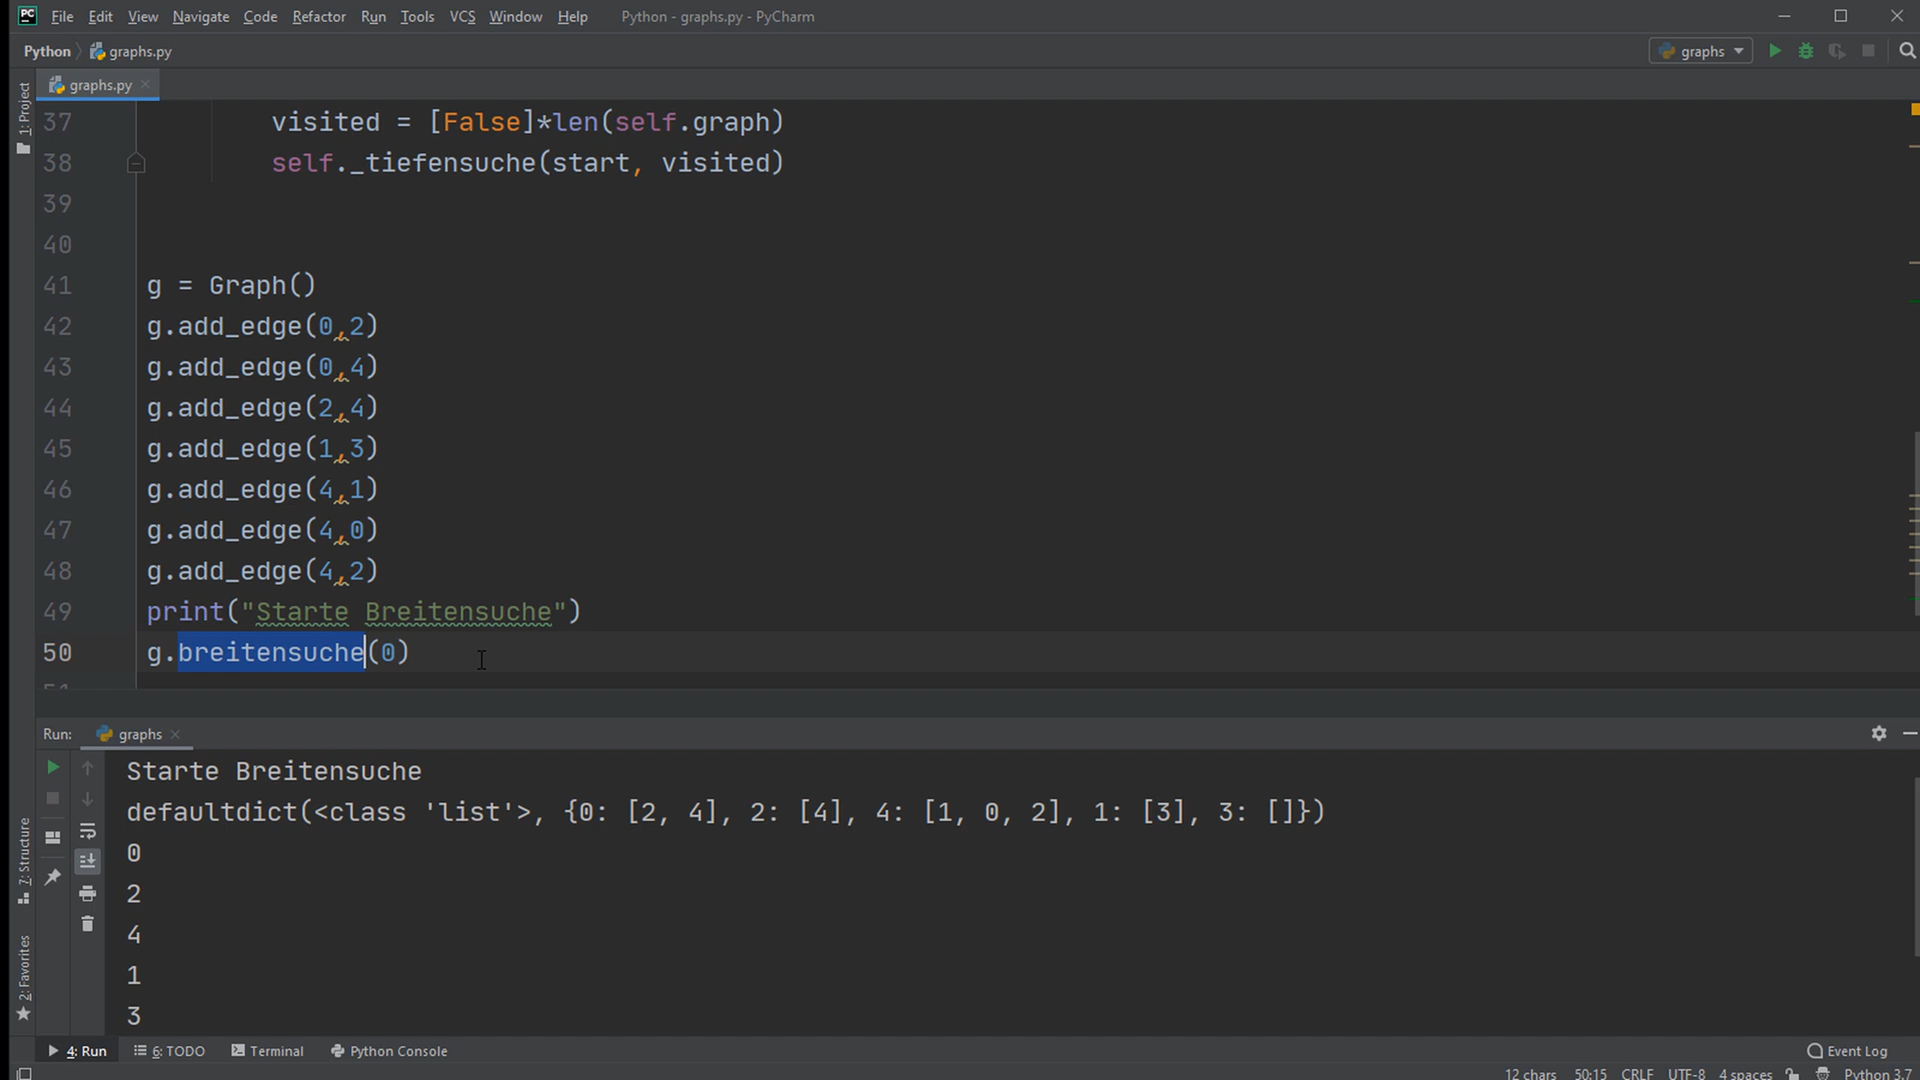 PC File Edit View Navigate Code Refactor Run Tools VCS Window Help Python - graphs.py - PyCharm
Python graphs.py graphs
graphs.py
1: Project
37 visited = [False]*len(self.graph)
38 self._tiefensuche(start, visited)
39
40
41 g = Graph()
42 g.add_edge(0,2)
43 g.add_edge(0,4)
44 g.add_edge(2,4)
45 g.add_edge(1,3)
46 g.add_edge(4,1)
47 g.add_edge(4,0)
48 g.add_edge(4,2)
49 print("Starte Breitensuche")
50 g.breitensuche(0)
51
Run: graphs
Starte Breitensuche
defaultdict(<class 'list'>, {0: [2, 4], 2: [4], 4: [1, 0, 2], 1: [3], 3: []})
0
2
4
1
3
7: Structure
2: Favorites
4: Run 6: TODO Terminal Python Console Event Log
12 chars 50:15 CRLF UTF-8 4 spaces Python 3.7